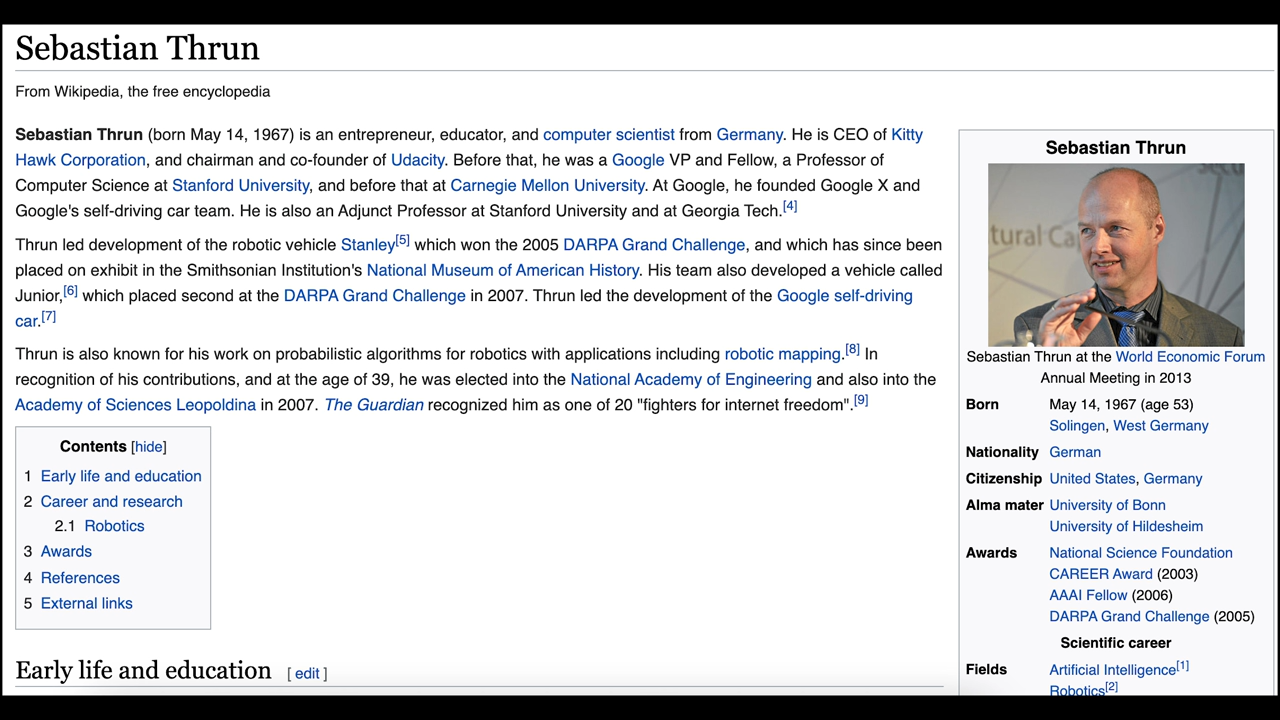 Sebastian Thrun
From Wikipedia, the free encyclopedia
Sebastian Thrun (born May 14, 1967) is an entrepreneur, educator, and computer scientist from Germany. He is CEO of Kitty
Hawk Corporation, and chairman and co-founder of Udacity. Before that, he was a Google VP and Fellow, a Professor of
Computer Science at Stanford University, and before that at Carnegie Mellon University. At Google, he founded Google X and
Google's self-driving car team. He is also an Adjunct Professor at Stanford University and at Georgia Tech.[4]
Thrun led development of the robotic vehicle Stanley[5] which won the 2005 DARPA Grand Challenge, and which has since been
placed on exhibit in the Smithsonian Institution's National Museum of American History. His team also developed a vehicle called
Junior,[6] which placed second at the DARPA Grand Challenge in 2007. Thrun led the development of the Google self-driving
car.[7]
Thrun is also known for his work on probabilistic algorithms for robotics with applications including robotic mapping.[8] In
recognition of his contributions, and at the age of 39, he was elected into the National Academy of Engineering and also into the
Academy of Sciences Leopoldina in 2007. The Guardian recognized him as one of 20 "fighters for internet freedom".[9]
Contents [hide]
1 Early life and education
2 Career and research
2.1 Robotics
3 Awards
4 References
5 External links
Early life and education [ edit ]
Sebastian Thrun
tural Ca
Sebastian Thrun at the World Economic Forum
Annual Meeting in 2013
Born May 14, 1967 (age 53)
Solingen, West Germany
Nationality German
Citizenship United States, Germany
Alma mater University of Bonn
University of Hildesheim
Awards National Science Foundation
CAREER Award (2003)
AAAI Fellow (2006)
DARPA Grand Challenge (2005)
Scientific career
Fields Artificial Intelligence[1]
Robotics[2]